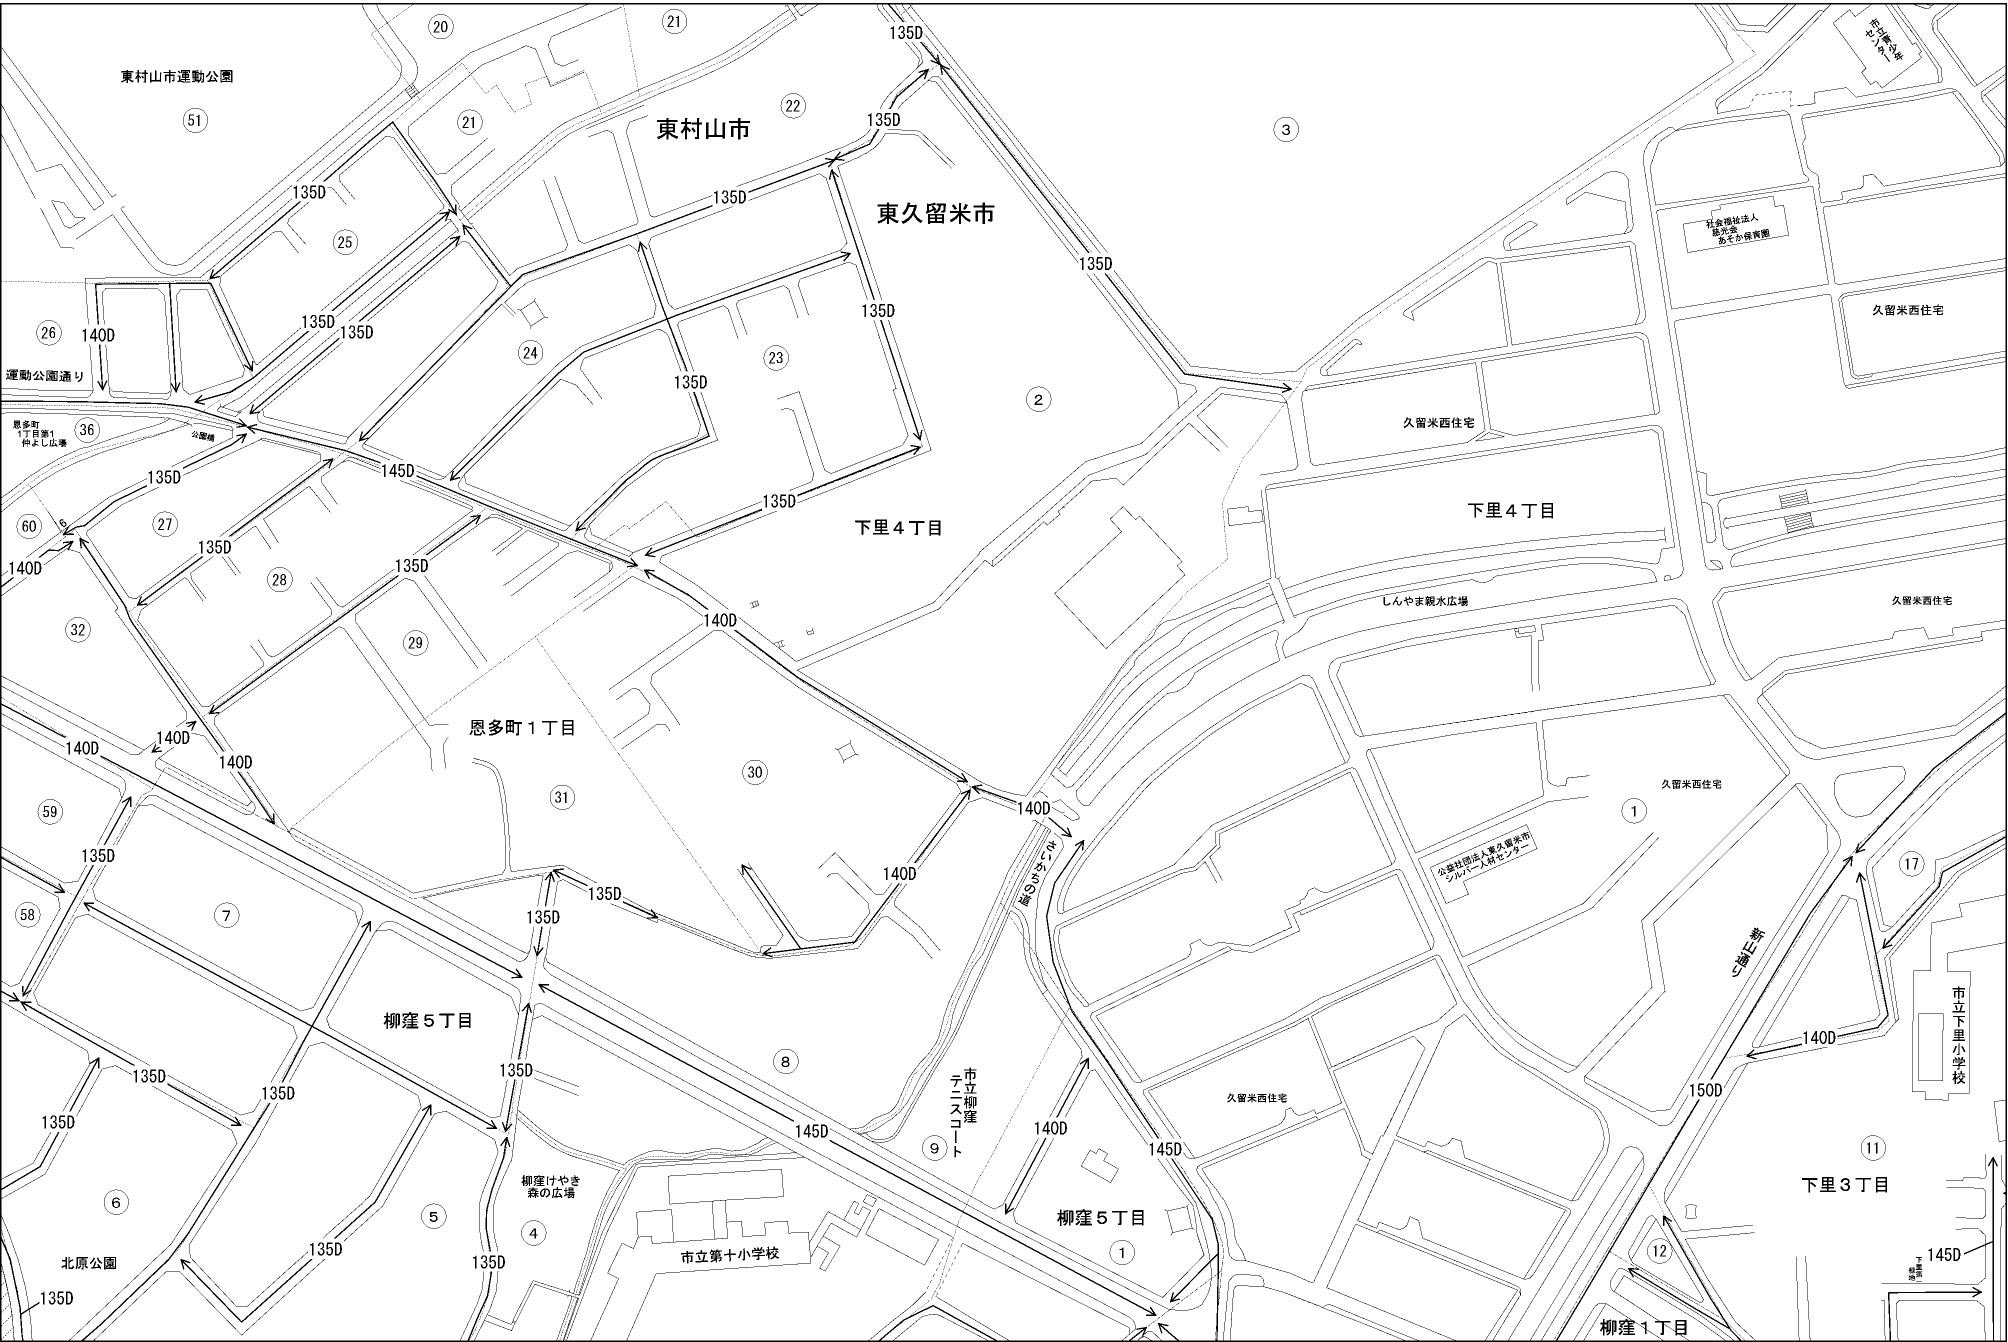 20
21
135D
市立青少年
センター
東村山市運動公園
51
21
22
135D
東村山市
3
135D
135D
東久留米市
社会福祉法人
慈光会
あそか保育園
25
135D
久留米西住宅
26
140D
135D
135D
135D
24
23
135D
運動公園通り
2
135D
恩多町
1丁目第1
仲よし広場
36
公園橋
久留米西住宅
145D
135D
135D
60
6
27
下里4丁目
下里4丁目
135D
140D
28
135D
しんやま親水広場
久留米西住宅
32
140D
29
恩多町1丁目
140D
140D
140D
30
久留米西住宅
31
59
140D
1
さいかちの道
公益社団法人東久留米市
シルバー人材センター
17
135D
140D
135D
58
7
135D
新山通り
柳窪5丁目
市立下里小学校
140D
8
135D
135D
135D
市立柳窪
テニスコート
久留米西住宅
150D
135D
145D
140D
9
145D
11
柳窪けやき
森の広場
下里3丁目
6
5
4
柳窪5丁目
1
135D
市立第十小学校
北原公園
135D
12
145D
135D
柳窪1丁目